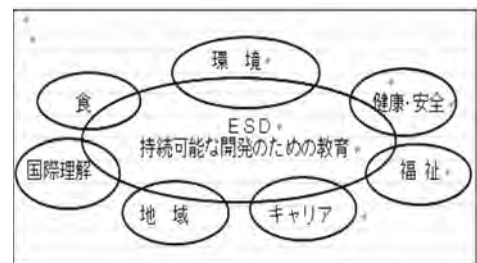 環 境
食
健康・安全
ESD
持続可能な開発のための教育
国際理解
福 祉
地 域
キャリア